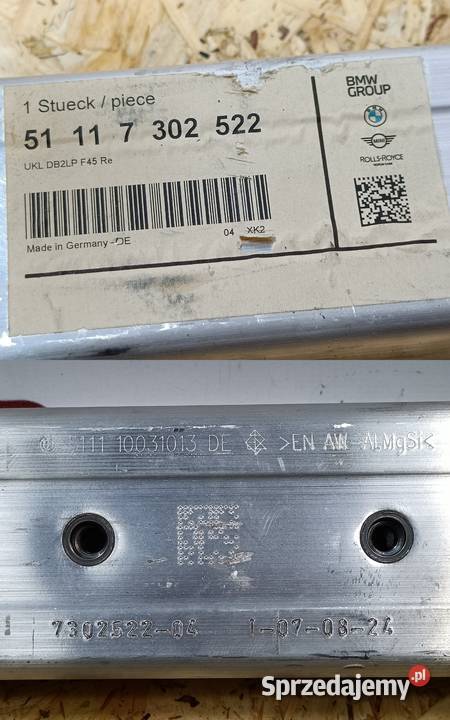 1 Stueck / piece
51 11 7 302 522
UKL DB2LP F45 Re
Made in Germany - DE
04 XK2
BMW
GROUP
MINI
ROLLS-ROYCE
5111 10031013 DE >EN AW-ALMgSi<
7302522-04 1-07-08-24
Sprzedajemy.pl